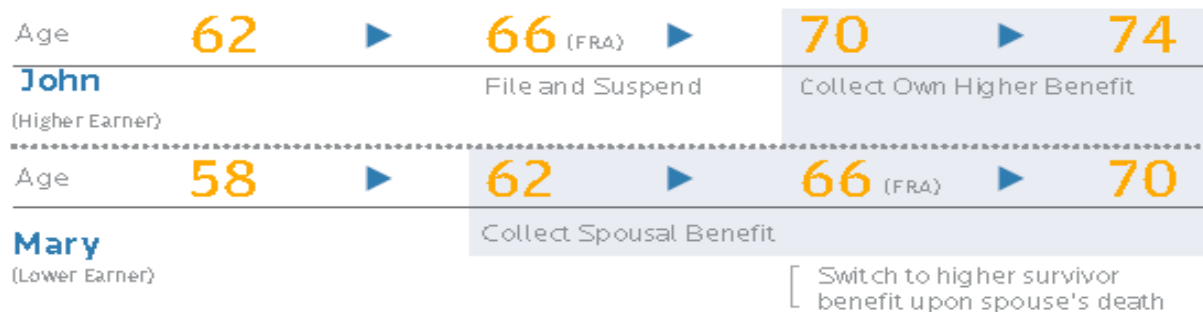 Age 62 ▶ 66 (FRA) ▶ 70 ▶ 74
John File and Suspend Collect Own Higher Benefit
(Higher Earner)
Age 58 ▶ 62 ▶ 66 (FRA) ▶ 70
Collect Spousal Benefit
Mary
(Lower Earner)
Switch to higher survivor
benefit upon spouse's death